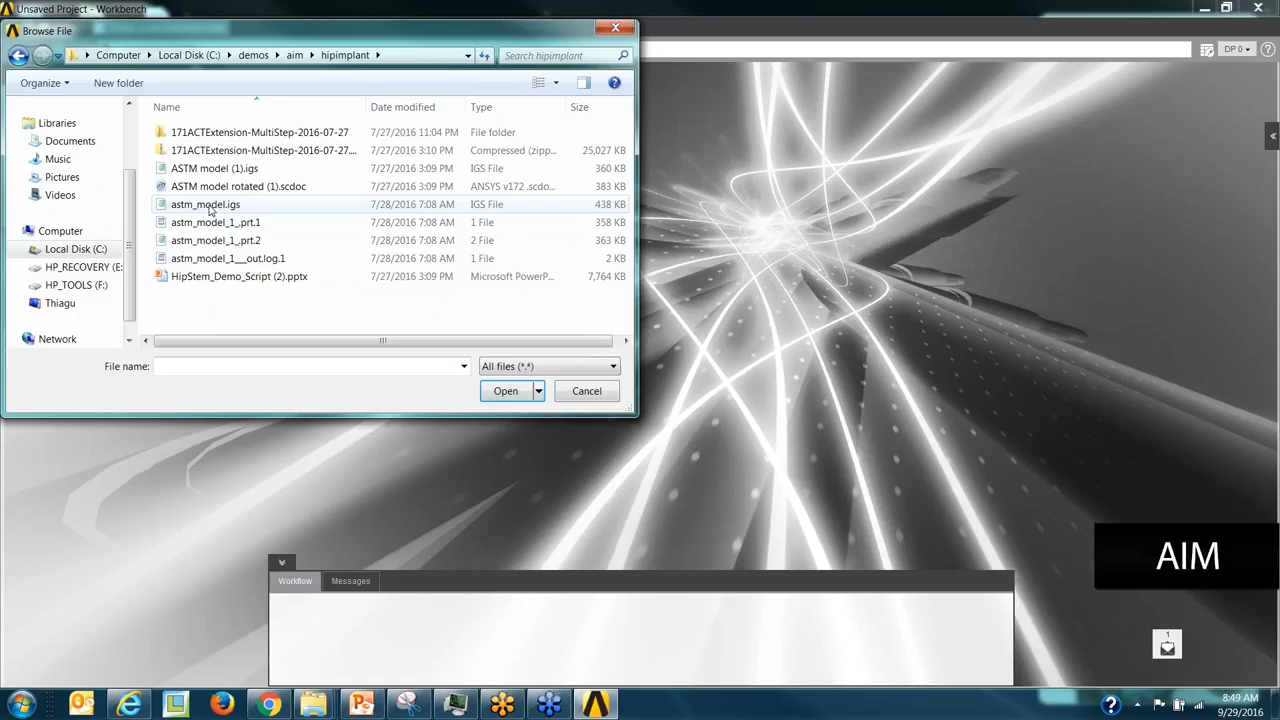 Unsaved Project - Workbench
Browse File
Computer Local Disk (C:) demos aim hipimplant
Search hipimplant
DP 0
Organize New folder
Name Date modified Type Size
Libraries
Documents
Music
Pictures
Videos
Computer
Local Disk (C:)
HP_RECOVERY (E:
HP_TOOLS (F:)
Thiagu
Network
171ACTExtension-MultiStep-2016-07-27 7/27/2016 11:04 PM File folder
171ACTExtension-MultiStep-2016-07-27.... 7/27/2016 3:10 PM Compressed (zipp... 25,027 KB
ASTM model (1).igs 7/27/2016 3:09 PM IGS File 360 KB
ASTM model rotated (1).scdoc 7/27/2016 3:09 PM ANSYS v172 .scdo... 383 KB
astm_model.igs 7/28/2016 7:08 AM IGS File 438 KB
astm_model_1_.prt.1 7/28/2016 7:08 AM 1 File 358 KB
astm_model_1_.prt.2 7/28/2016 7:08 AM 2 File 363 KB
astm_model_1__out.log.1 7/28/2016 7:08 AM 1 File 2 KB
HipStem_Demo_Script (2).pptx 7/27/2016 3:09 PM Microsoft PowerP... 7,764 KB
File name:
All files (*.*)
Open Cancel
AIM
Workflow Messages
1
8:49 AM
9/29/2016